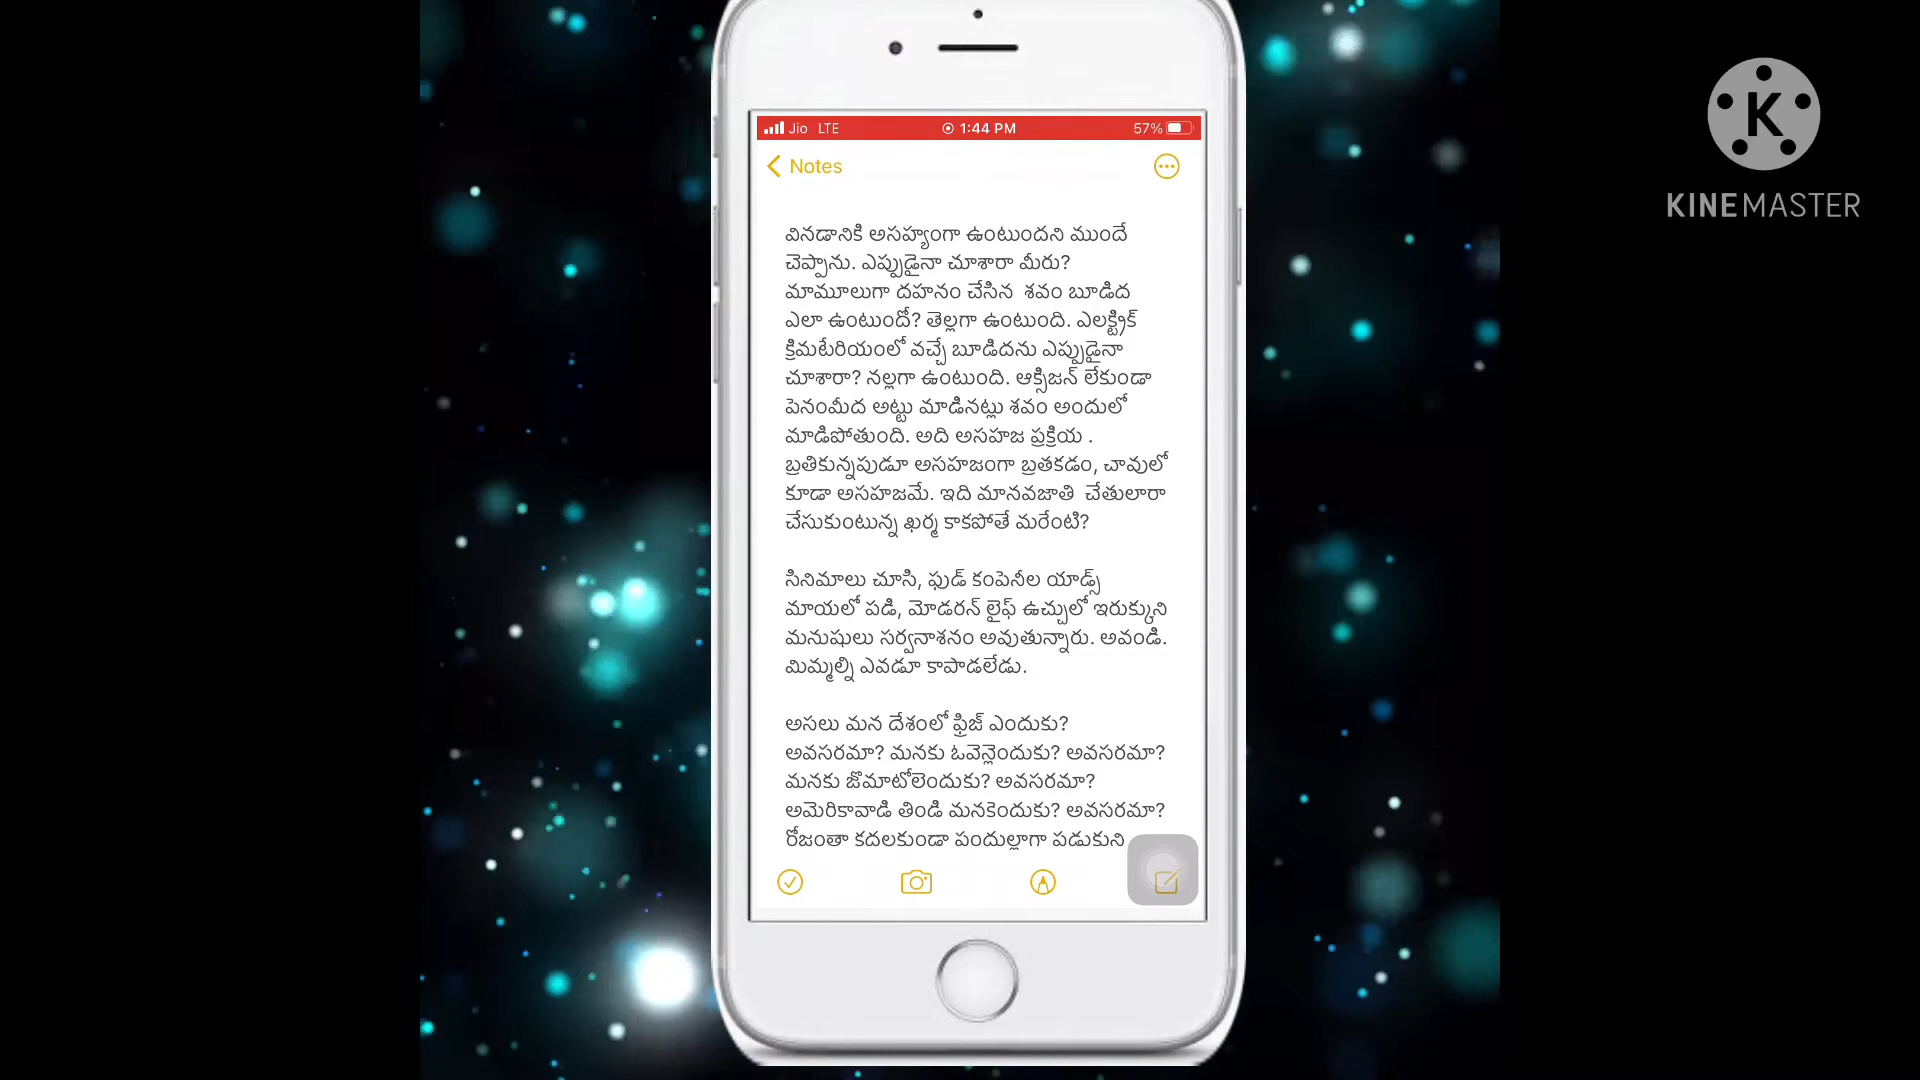 Jio LTE 1:44 PM 57%
Notes
KINEMASTER
వినడానికి అసహ్యంగా ఉంటుందని ముందే
చెప్పాను. ఎప్పుడైనా చూశారా మీరు?
మామూలుగా దహనం చేసిన శవం బూడిద
ఎలా ఉంటుందో? తెల్లగా ఉంటుంది. ఎలక్ట్రిక్
క్రిమటేరియంలో వచ్చే బూడిదను ఎప్పుడైనా
చూశారా? నల్లగా ఉంటుంది. ఆక్సిజన్ లేకుండా
పెనంమీద అట్టు మాడినట్లు శవం అందులో
మాడిపోతుంది. అది అసహజ ప్రక్రియ .
బ్రతికున్నపుడూ అసహజంగా బ్రతకడం, చావులో
కూడా అసహజమే. ఇది మానవజాతి చేతులారా
చేసుకుంటున్న ఖర్మ కాకపోతే మరేంటి?
సినిమాలు చూసి, ఫుడ్ కంపెనీల యాడ్స్
మాయలో పడి, మోడరన్ లైఫ్ ఉచ్చులో ఇరుక్కుని
మనుషులు సర్వనాశనం అవుతున్నారు. అవండి.
మిమ్మల్ని ఎవడూ కాపాడలేడు.
అసలు మన దేశంలో ఫ్రిజ్ ఎందుకు?
అవసరమా? మనకు ఓవెన్లెందుకు? అవసరమా?
మనకు జొమాటోలెందుకు? అవసరమా?
అమెరికావాడి తిండి మనకెందుకు? అవసరమా?
రోజంతా కదలకుండా పందుల్లాగా పడుకుని